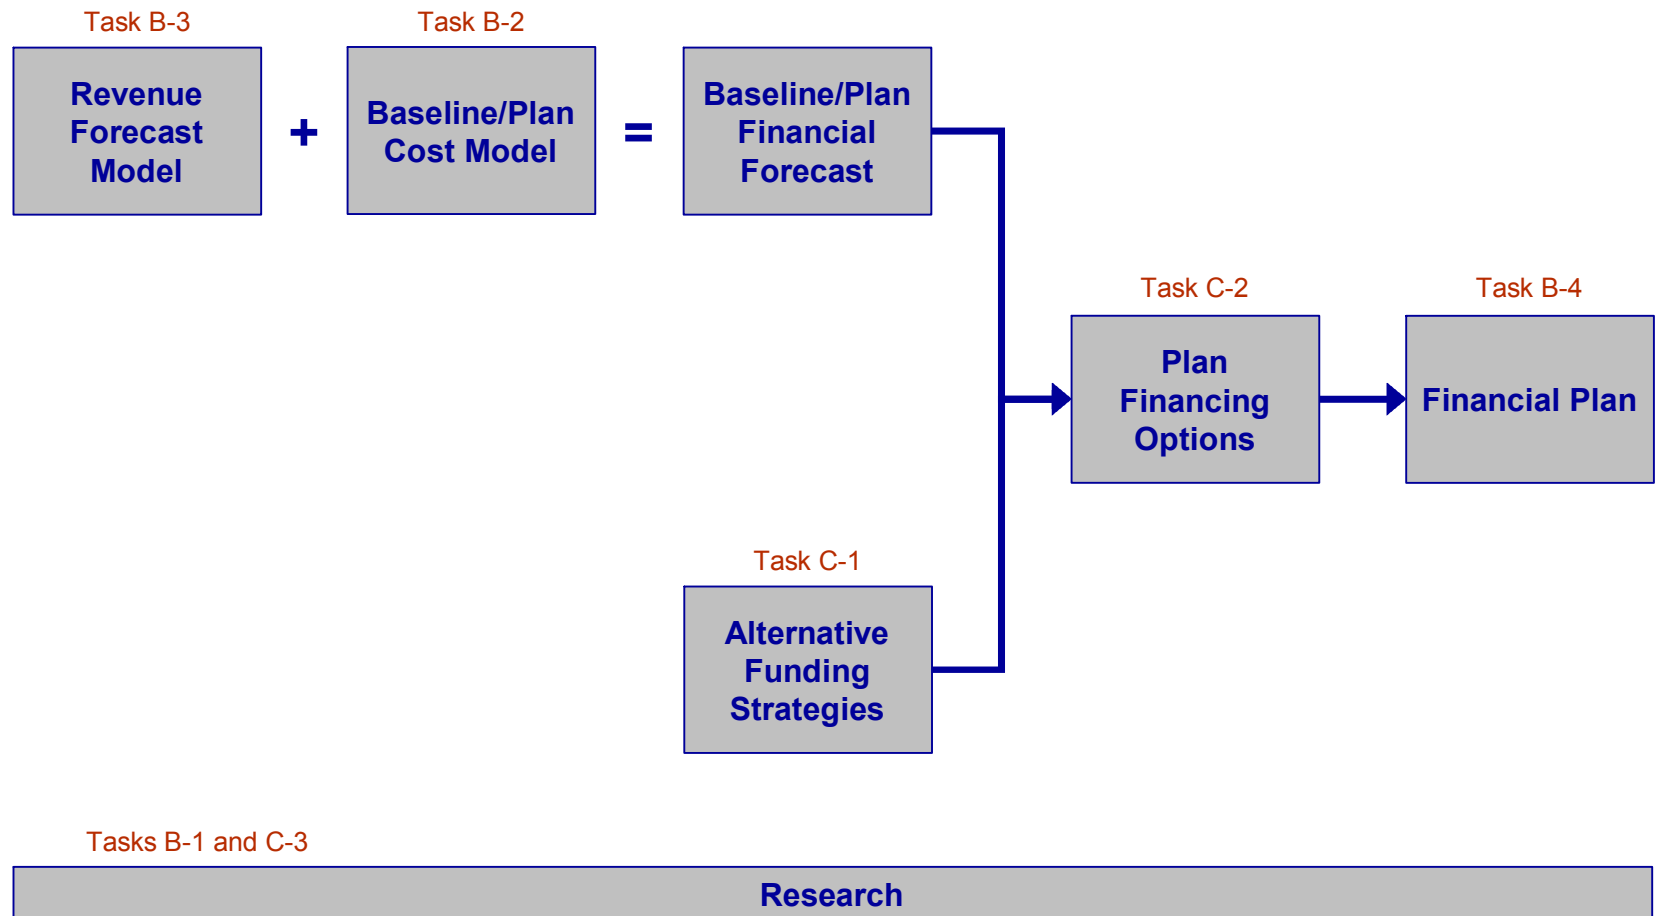 Task B-3
Task B-2
Revenue
Forecast
Model
+
Baseline/Plan
Cost Model
=
Baseline/Plan
Financial
Forecast
Task C-2
Task B-4
Plan
Financing
Options
Financial Plan
Task C-1
Alternative
Funding
Strategies
Tasks B-1 and C-3
Research